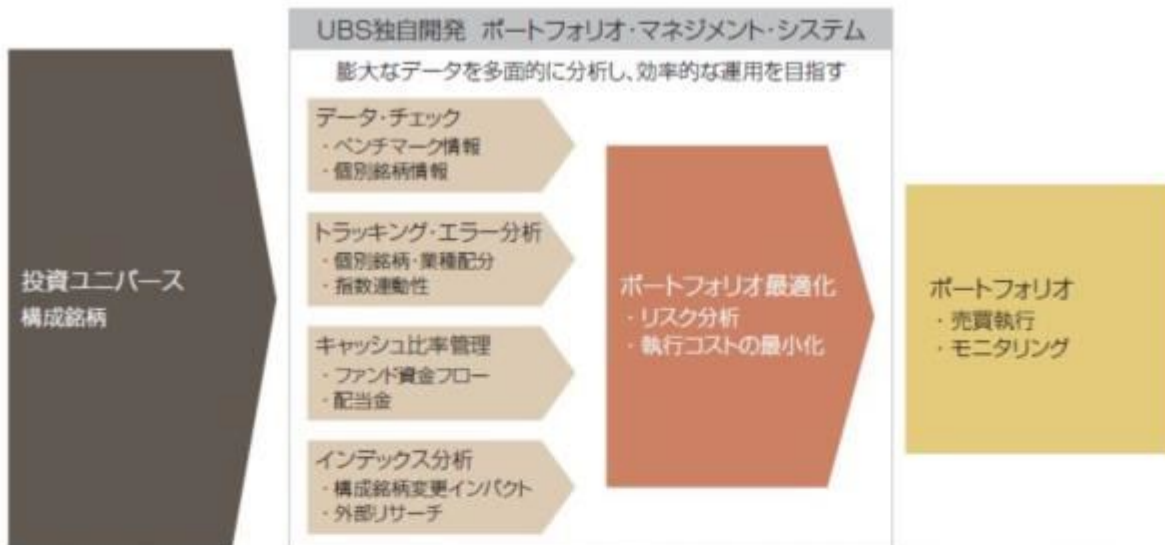 UBS独自開発 ポートフォリオ・マネジメント・システム
膨大なデータを多面的に分析し、効率的な運用を目指す
投資ユニバース
構成銘柄
データ・チェック
・ベンチマーク情報
・個別銘柄情報
トラッキング・エラー分析
・個別銘柄・業種配分
・指数連動性
キャッシュ比率管理
・ファンド資金フロー
・配当金
インデックス分析
・構成銘柄変更インパクト
・外部リサーチ
ポートフォリオ最適化
・リスク分析
・執行コストの最小化
ポートフォリオ
・売買執行
・モニタリング